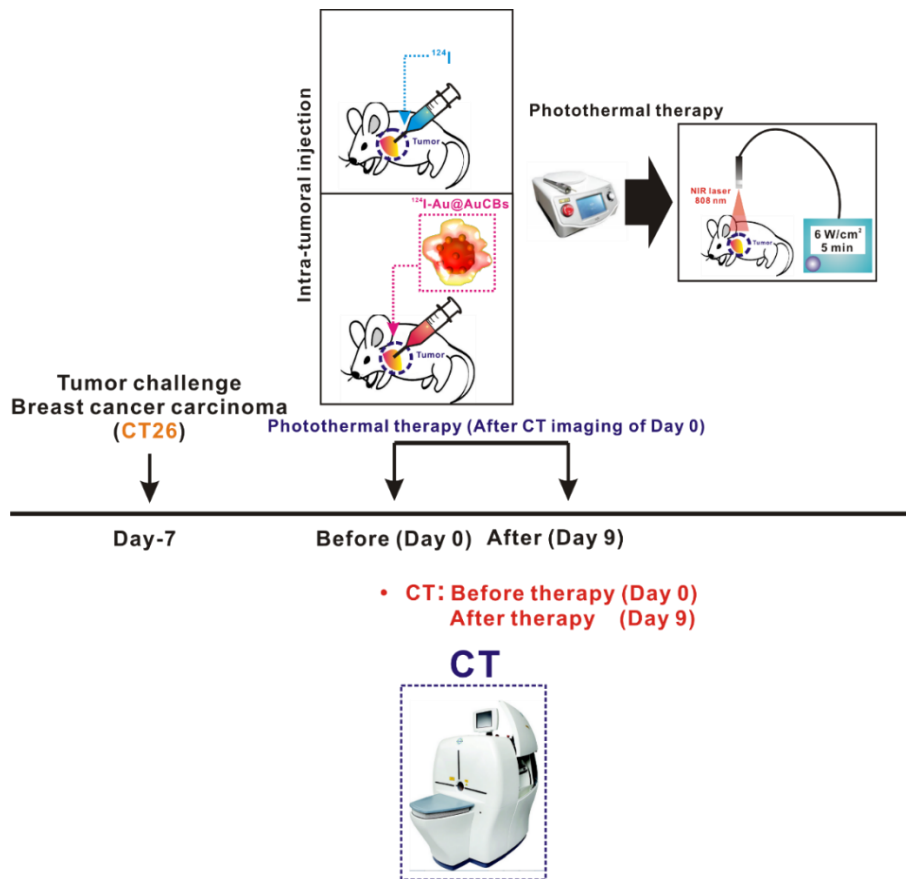 Intra-tumoral injection
¹²⁴I
Tumor
¹²⁴I-Au@AuCBs
Tumor
Photothermal therapy
NIR laser
808 nm
Tumor
6 W/cm²
5 min
Tumor challenge
Breast cancer carcinoma
(CT26)
Photothermal therapy (After CT imaging of Day 0)
Day-7
Before (Day 0)
After (Day 9)
• CT: Before therapy (Day 0)
After therapy (Day 9)
CT